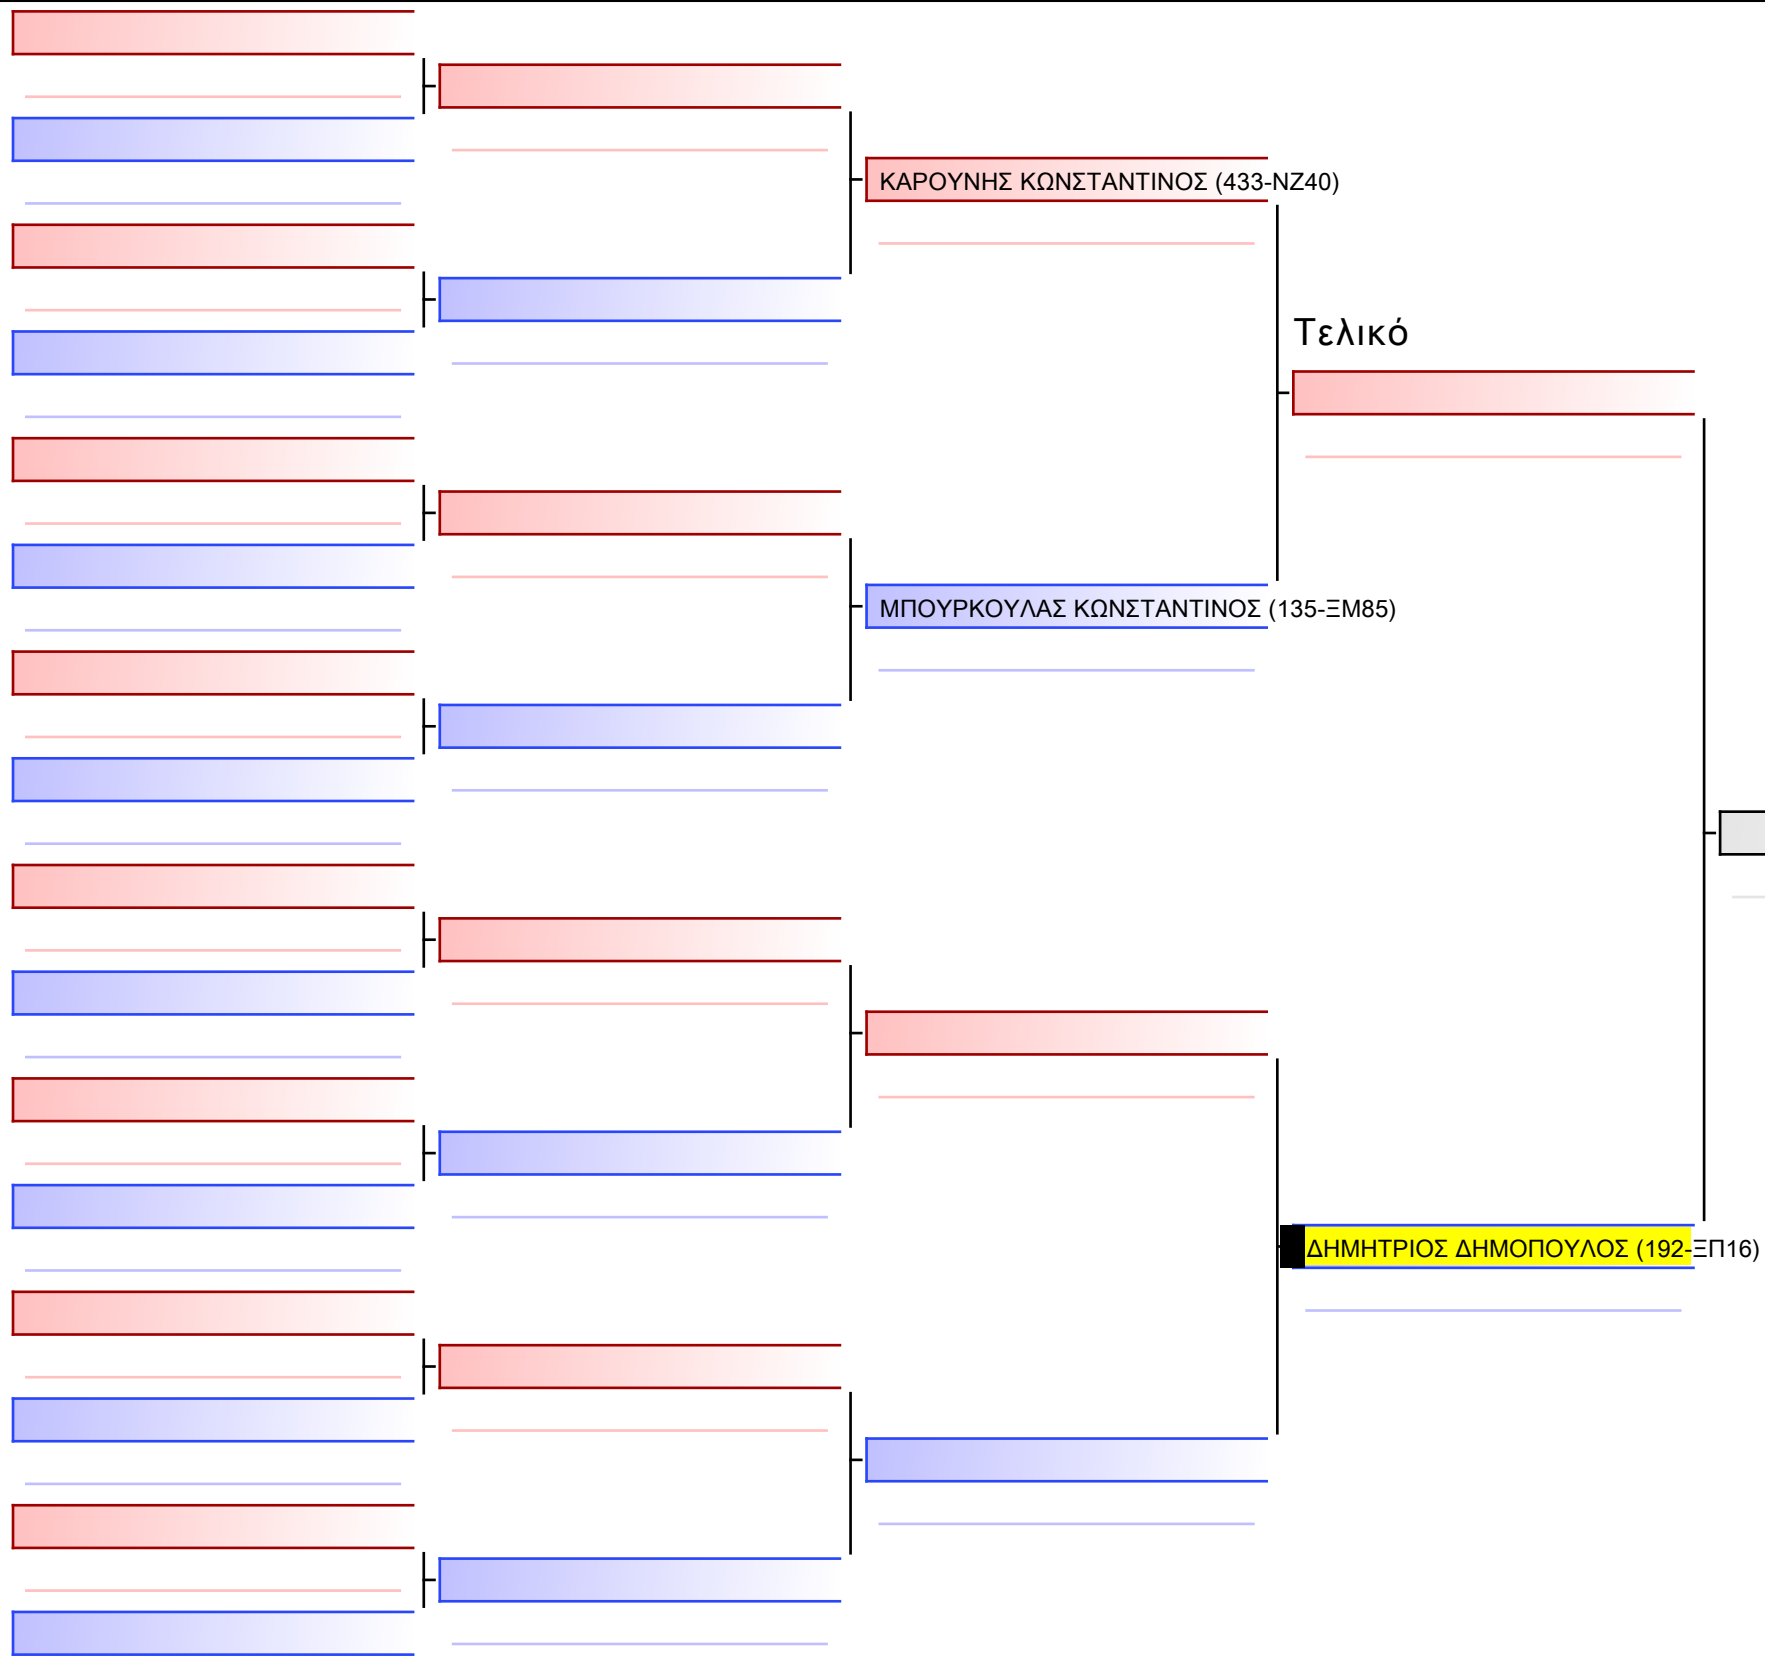 ΚΑΡΟΥΝΗΣ ΚΩΝΣΤΑΝΤΙΝΟΣ (433-ΝΖ40)
Τελικό
ΜΠΟΥΡΚΟΥΛΑΣ ΚΩΝΣΤΑΝΤΙΝΟΣ (135-ΞΜ85)
ΔΗΜΗΤΡΙΟΣ ΔΗΜΟΠΟΥΛΟΣ (192-ΞΠ16)